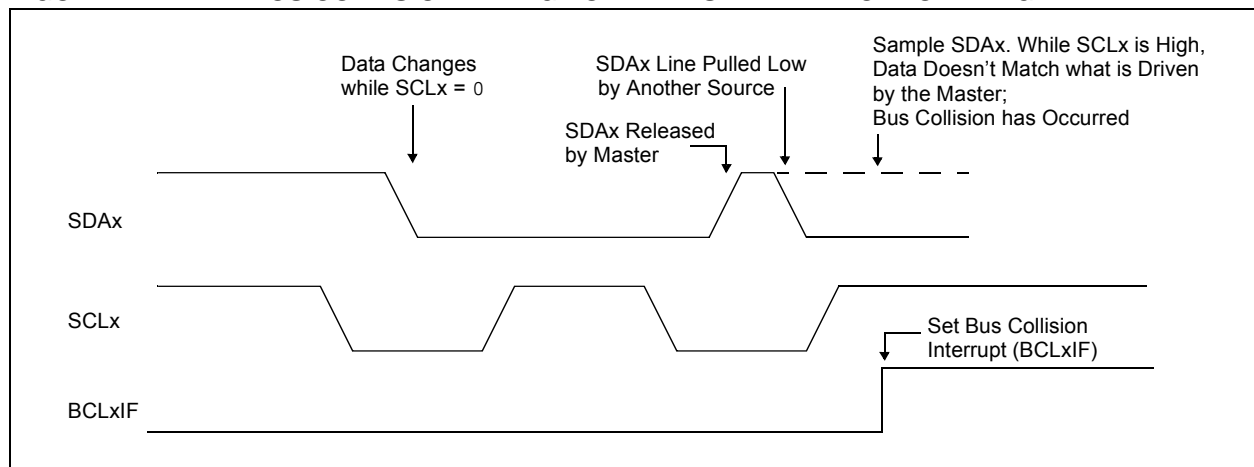 Data Changes
while SCLx = 0
SDAx Line Pulled Low
by Another Source
SDAx Released
by Master
Sample SDAx. While SCLx is High,
Data Doesn't Match what is Driven
by the Master;
Bus Collision has Occurred
SDAx
SCLx
Set Bus Collision
Interrupt (BCLxIF)
BCLxIF